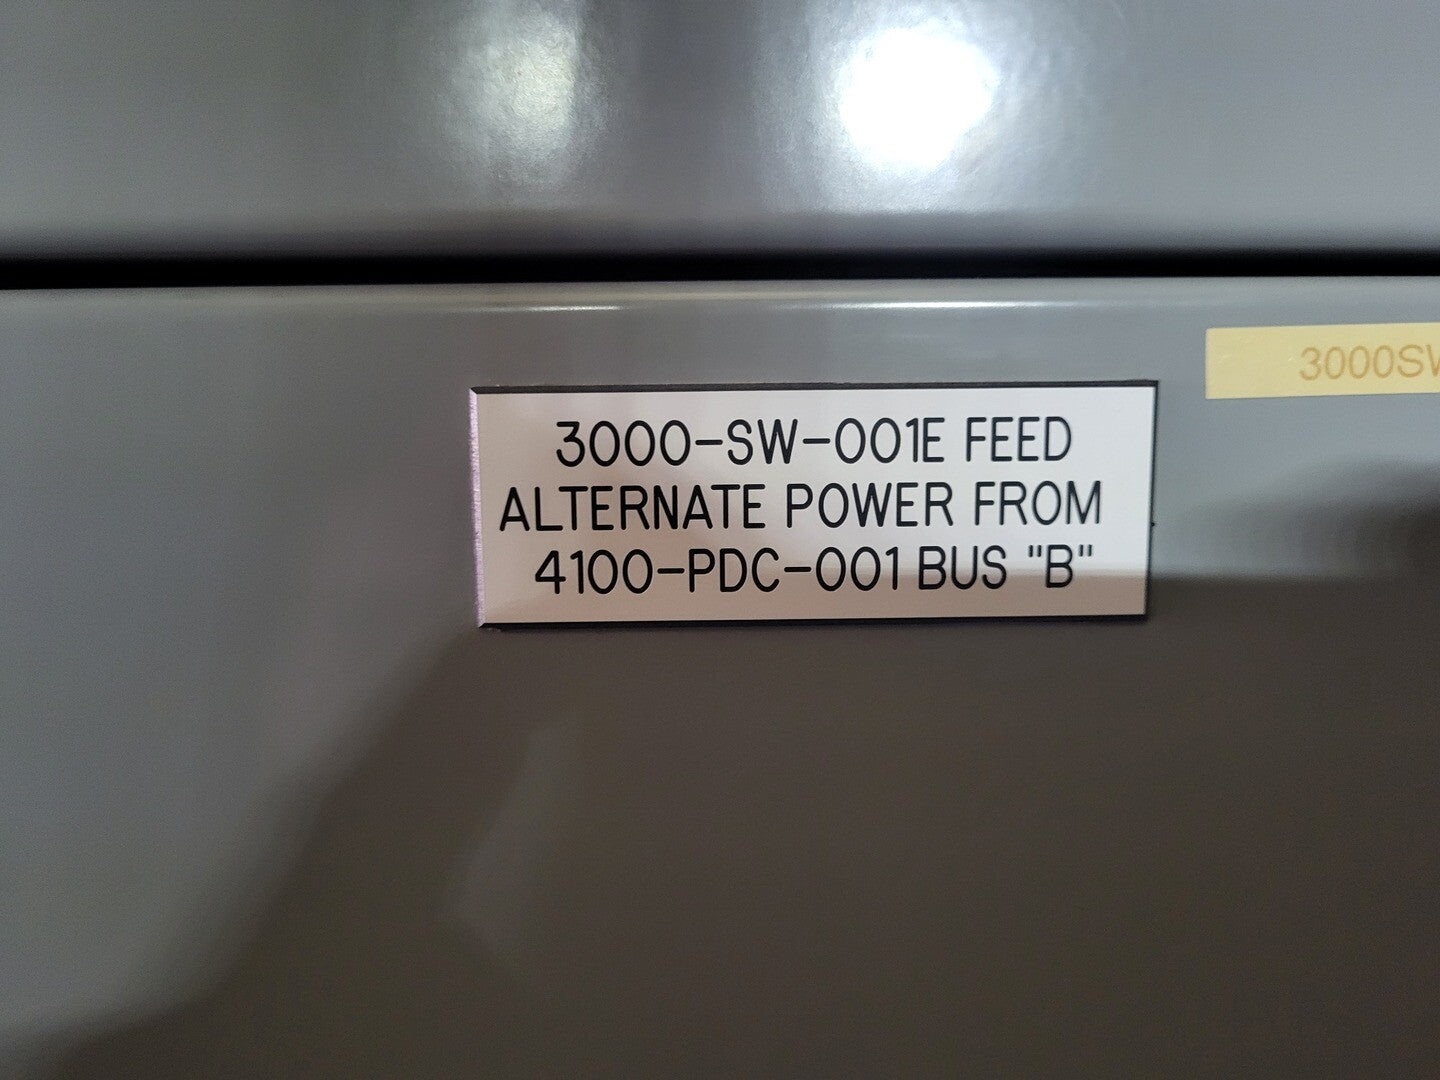 3000-SW-001E FEED
ALTERNATE POWER FROM
4100-PDC-001 BUS "B"
3000SW